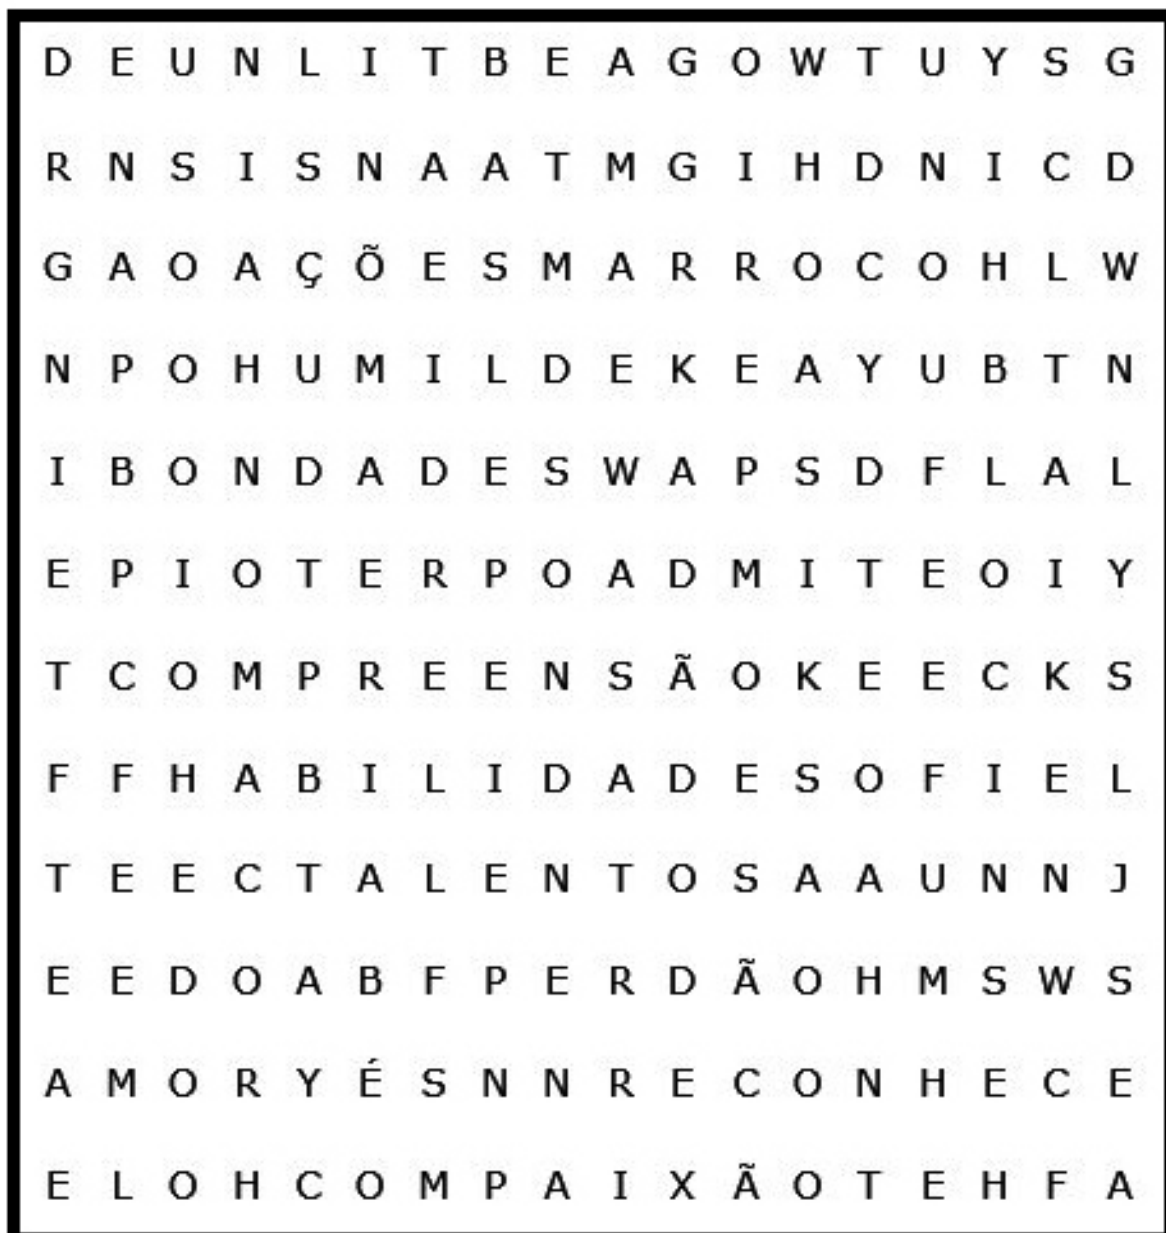 D E U N L I T B E A G O W T U Y S G
R N S I S N A A T M G I H D N I C D
G A O A Ç Õ E S M A R R O C O H L W
N P O H U M I L D E K E A Y U B T N
I B O N D A D E S W A P S D F L A L
E P I O T E R P O A D M I T E O I Y
T C O M P R E E N S Ã O K E E C K S
F F H A B I L I D A D E S O F I E L
T E E C T A L E N T O S A A U N N J
E E D O A B F P E R D Ã O H M S W S
A M O R Y É S N N R E C O N H E C E
E L O H C O M P A I X Ã O T E H F A